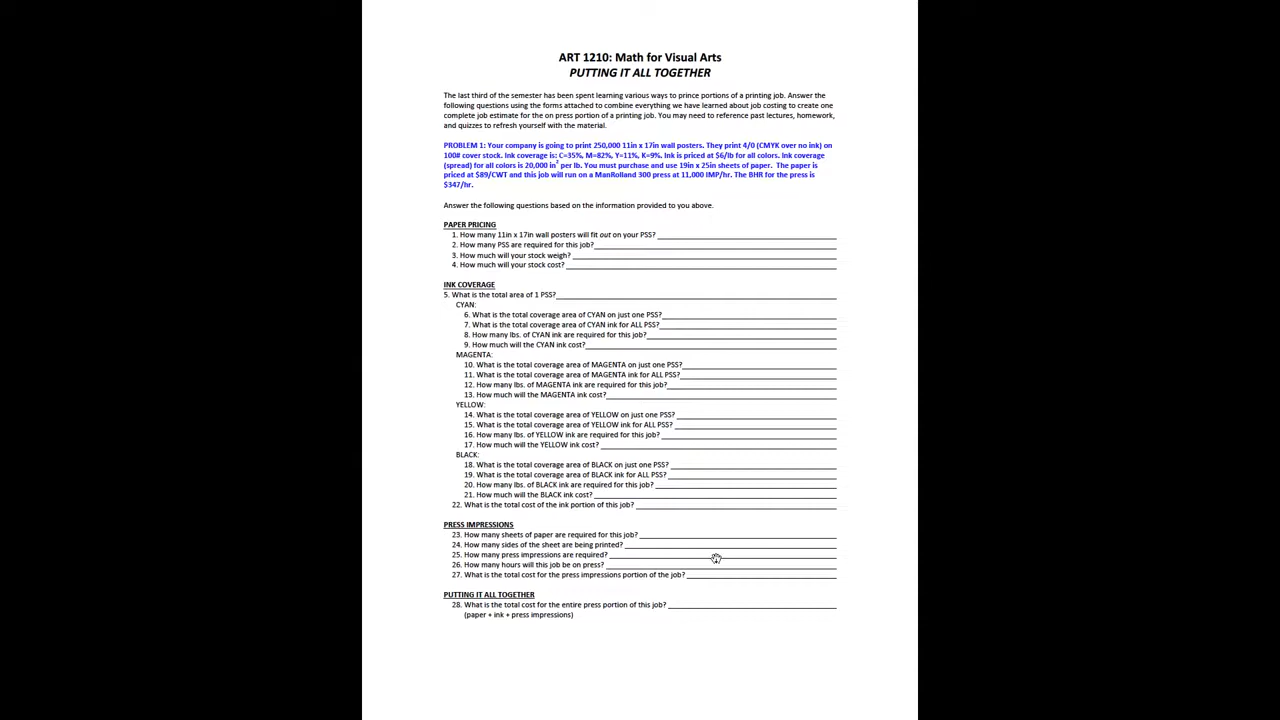 ART 1210: Math for Visual Arts
PUTTING IT ALL TOGETHER
The last third of the semester has been spent learning various ways to prince portions of a printing job. Answer the
following questions using the forms attached to combine everything we have learned about job costing to create one
complete job estimate for the on press portion of a printing job. You may need to reference past lectures, homework,
and quizzes to refresh yourself with the material.
PROBLEM 1: Your company is going to print 250,000 11in x 17in wall posters. They print 4/0 (CMYK over no ink) on
100# cover stock. Ink coverage is: C=35%, M=82%, Y=11%, K=9%. Ink is priced at $6/lb for all colors. Ink coverage
(spread) for all colors is 20,000 in² per lb. You must purchase and use 19in x 25in sheets of paper. The paper is
priced at $89/CWT and this job will run on a ManRolland 300 press at 11,000 IMP/hr. The BHR for the press is
$347/hr.
Answer the following questions based on the information provided to you above.
PAPER PRICING
1. How many 11in x 17in wall posters will fit out on your PSS?
2. How many PSS are required for this job?
3. How much will your stock weigh?
4. How much will your stock cost?
INK COVERAGE
5. What is the total area of 1 PSS?
CYAN:
6. What is the total coverage area of CYAN on just one PSS?
7. What is the total coverage area of CYAN ink for ALL PSS?
8. How many lbs. of CYAN ink are required for this job?
9. How much will the CYAN ink cost?
MAGENTA:
10. What is the total coverage area of MAGENTA on just one PSS?
11. What is the total coverage area of MAGENTA ink for ALL PSS?
12. How many lbs. of MAGENTA ink are required for this job?
13. How much will the MAGENTA ink cost?
YELLOW:
14. What is the total coverage area of YELLOW on just one PSS?
15. What is the total coverage area of YELLOW ink for ALL PSS?
16. How many lbs. of YELLOW ink are required for this job?
17. How much will the YELLOW ink cost?
BLACK:
18. What is the total coverage area of BLACK on just one PSS?
19. What is the total coverage area of BLACK ink for ALL PSS?
20. How many lbs. of BLACK ink are required for this job?
21. How much will the BLACK ink cost?
22. What is the total cost of the ink portion of this job?
PRESS IMPRESSIONS
23. How many sheets of paper are required for this job?
24. How many sides of the sheet are being printed?
25. How many press impressions are required?
26. How many hours will this job be on press?
27. What is the total cost for the press impressions portion of the job?
PUTTING IT ALL TOGETHER
28. What is the total cost for the entire press portion of this job?
(paper + ink + press impressions)